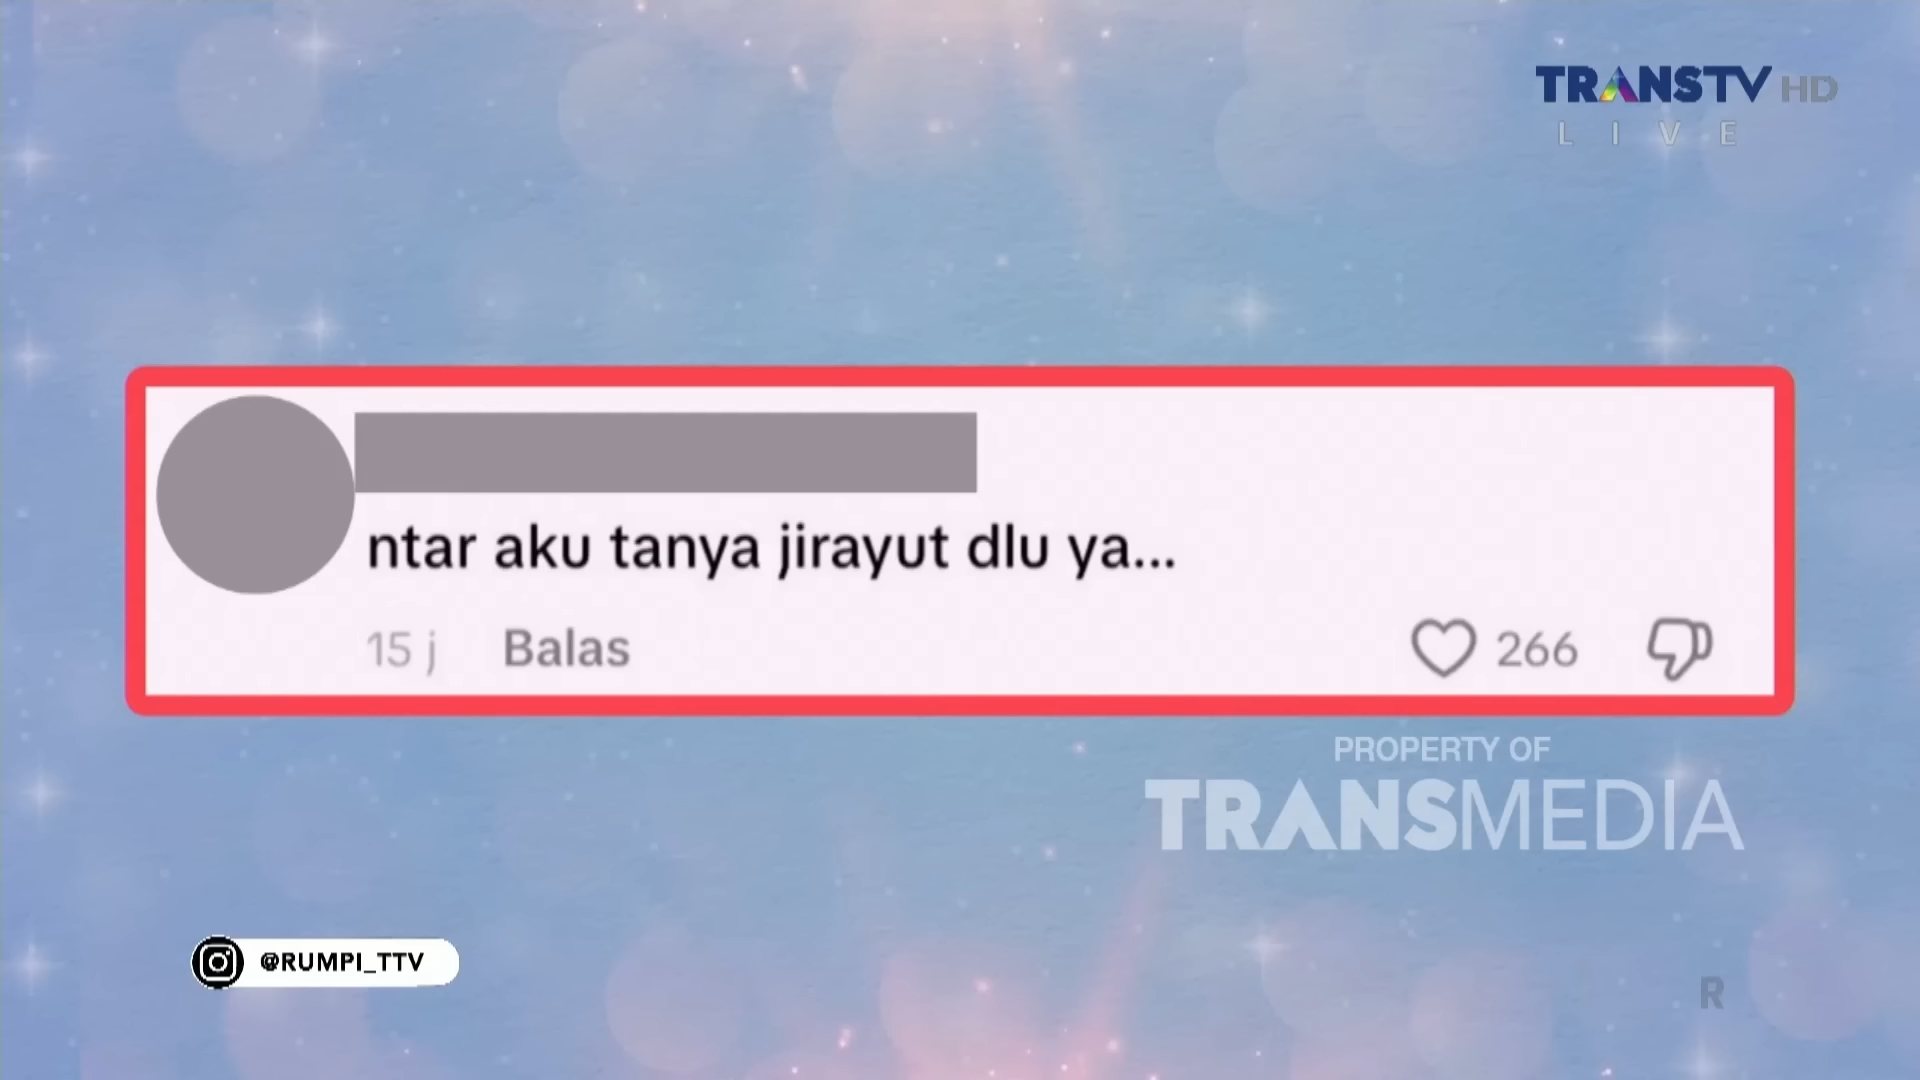 TRANSTV HD
LIVE
ntar aku tanya jirayut dlu ya...
15 j Balas 266
PROPERTY OF
TRANSMEDIA
@RUMPI_TTV
R